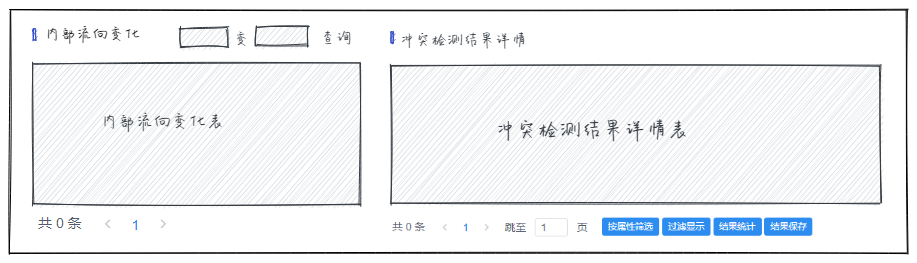 内部流向变化 变 查询
内部流向变化表
共 0 条 1
冲突检测结果详情
冲突检测结果详情表
共 0 条 1 跳至 1 页 按属性筛选 过滤显示 结果统计 结果保存